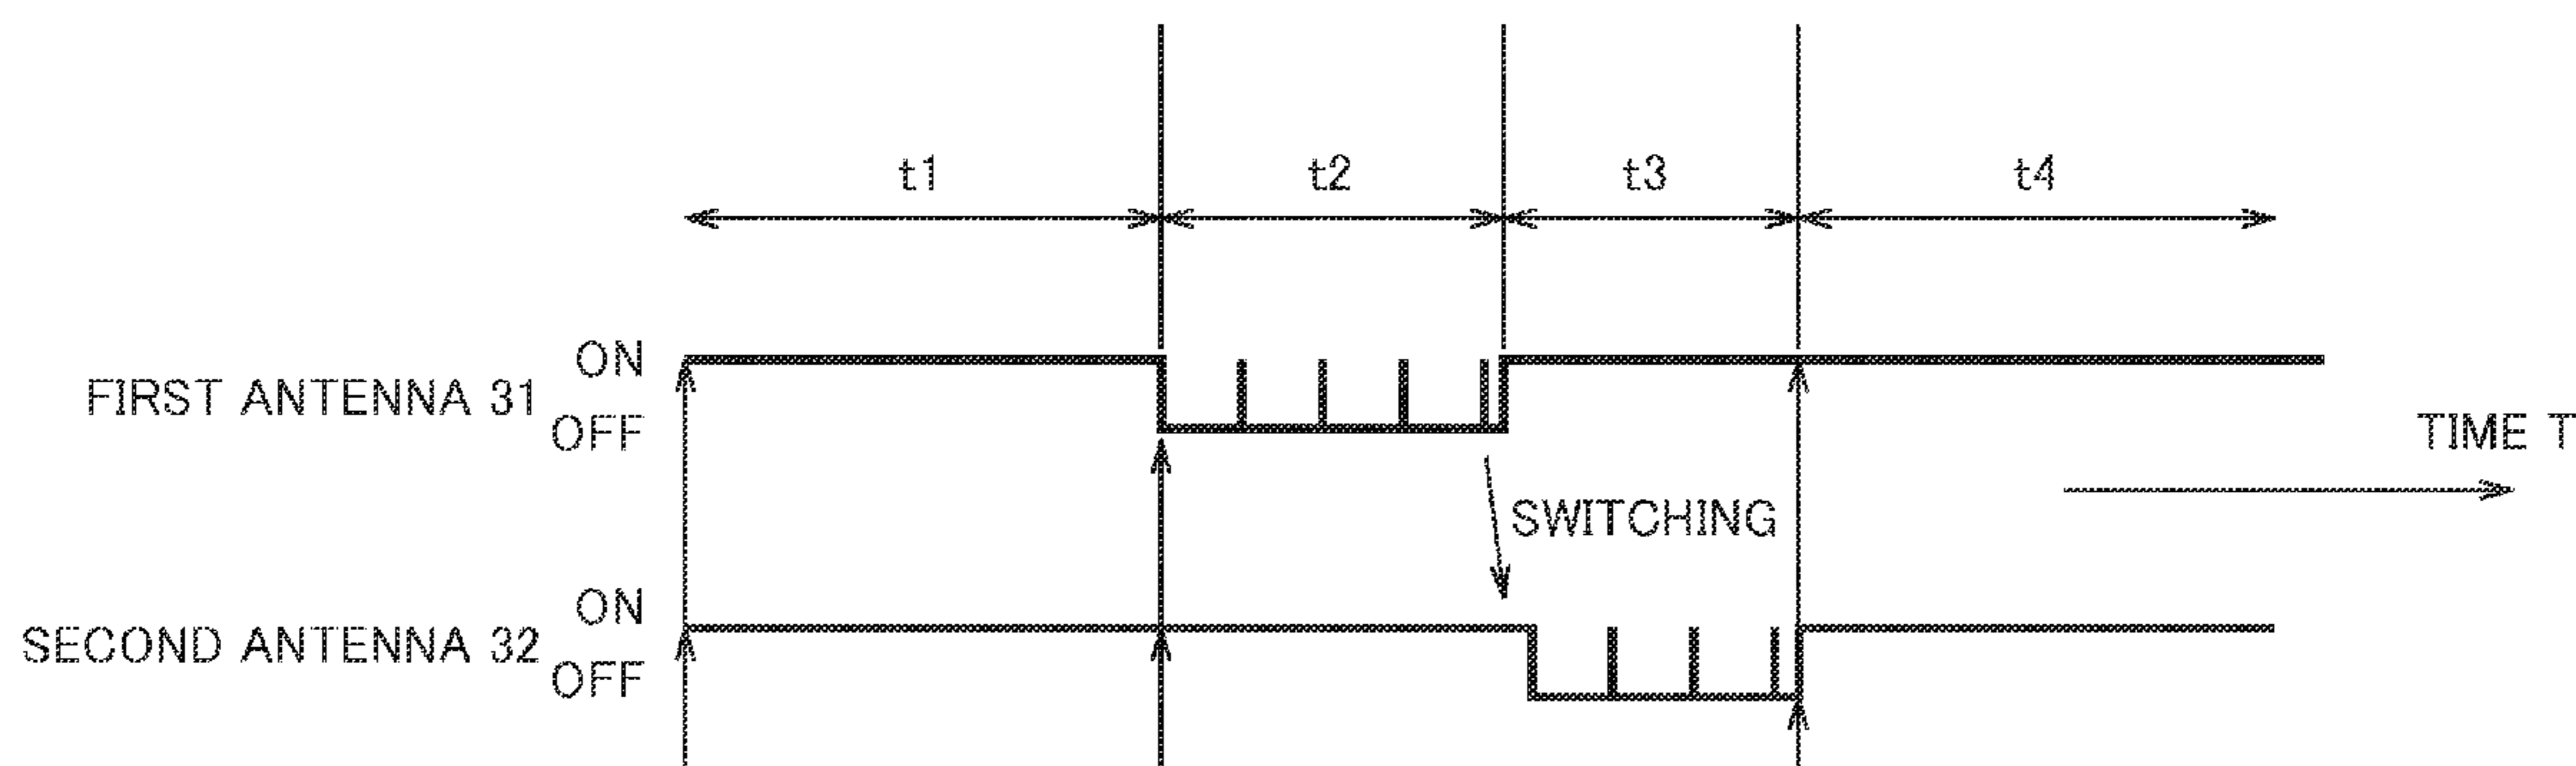 t1 t2 t3 t4
ON
FIRST ANTENNA 31
OFF
TIME T
SWITCHING
ON
SECOND ANTENNA 32
OFF